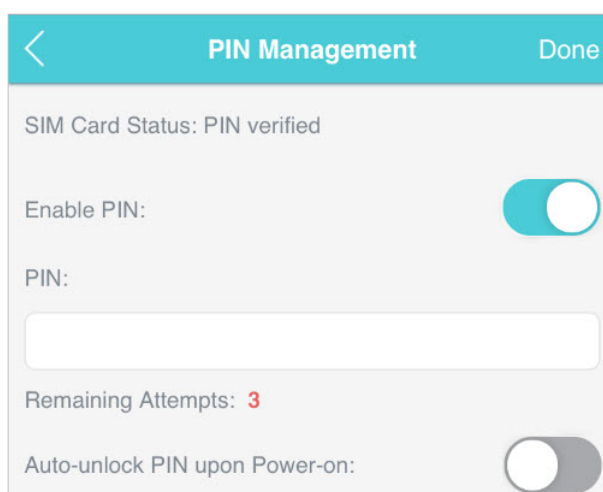 PIN Management Done
SIM Card Status: PIN verified
Enable PIN:
PIN:
Remaining Attempts: 3
Auto-unlock PIN upon Power-on: